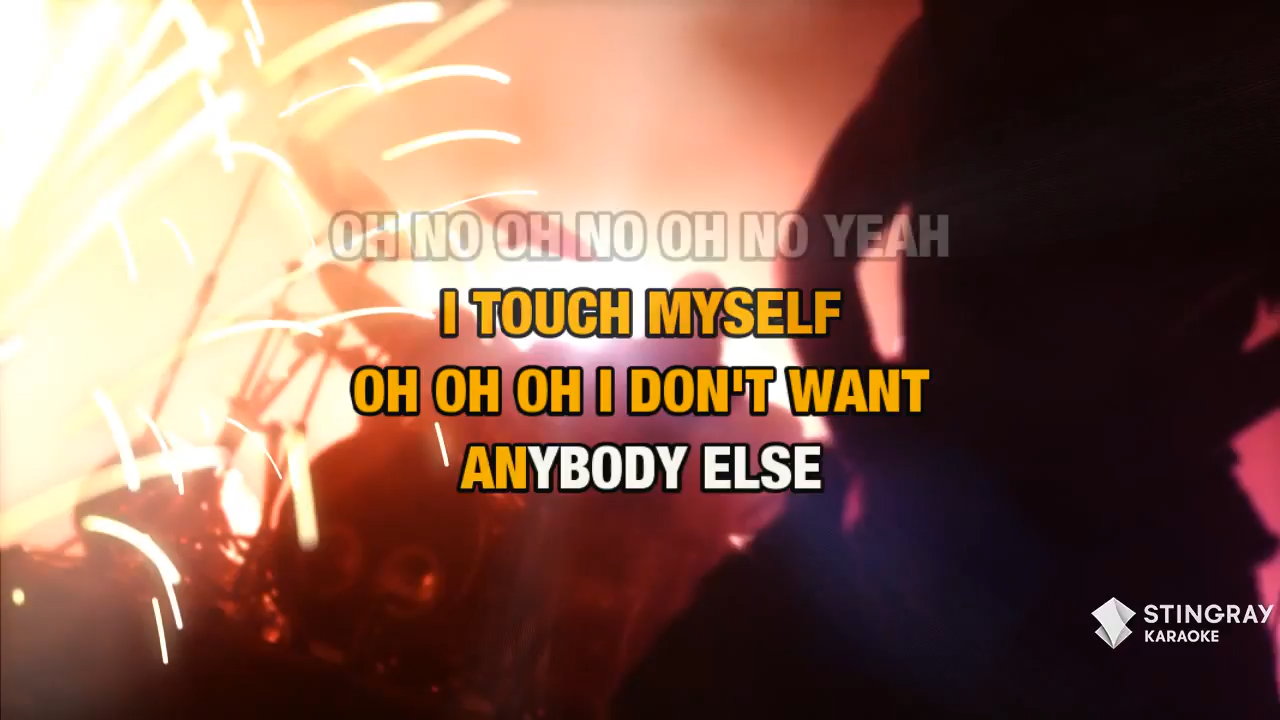 OH NO OH NO OH NO YEAH
I TOUCH MYSELF
OH OH OH I DON'T WANT
ANYBODY ELSE
STINGRAY
KARAOKE